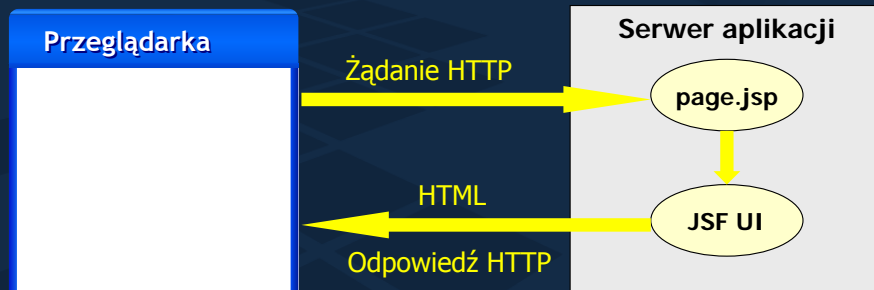 Przeglądarka
Serwer aplikacji
Żądanie HTTP
page.jsp
HTML
JSF UI
Odpowiedź HTTP